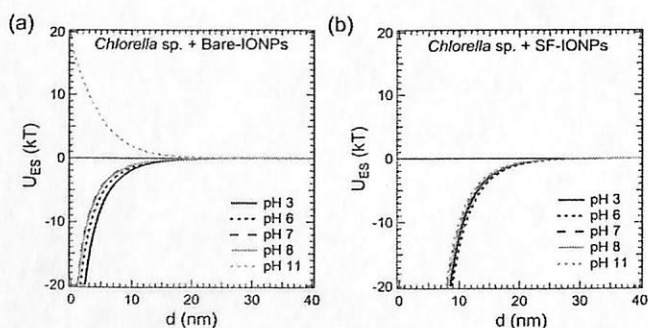 (a)
Chlorella sp. + Bare-IONPs
U_ES (kT)
20
10
0
-10
-20
pH 3
pH 6
pH 7
pH 8
pH 11
0 10 20 30 40
d (nm)
(b)
Chlorella sp. + SF-IONPs
U_ES (kT)
20
10
0
-10
-20
pH 3
pH 6
pH 7
pH 8
pH 11
0 10 20 30 40
d (nm)